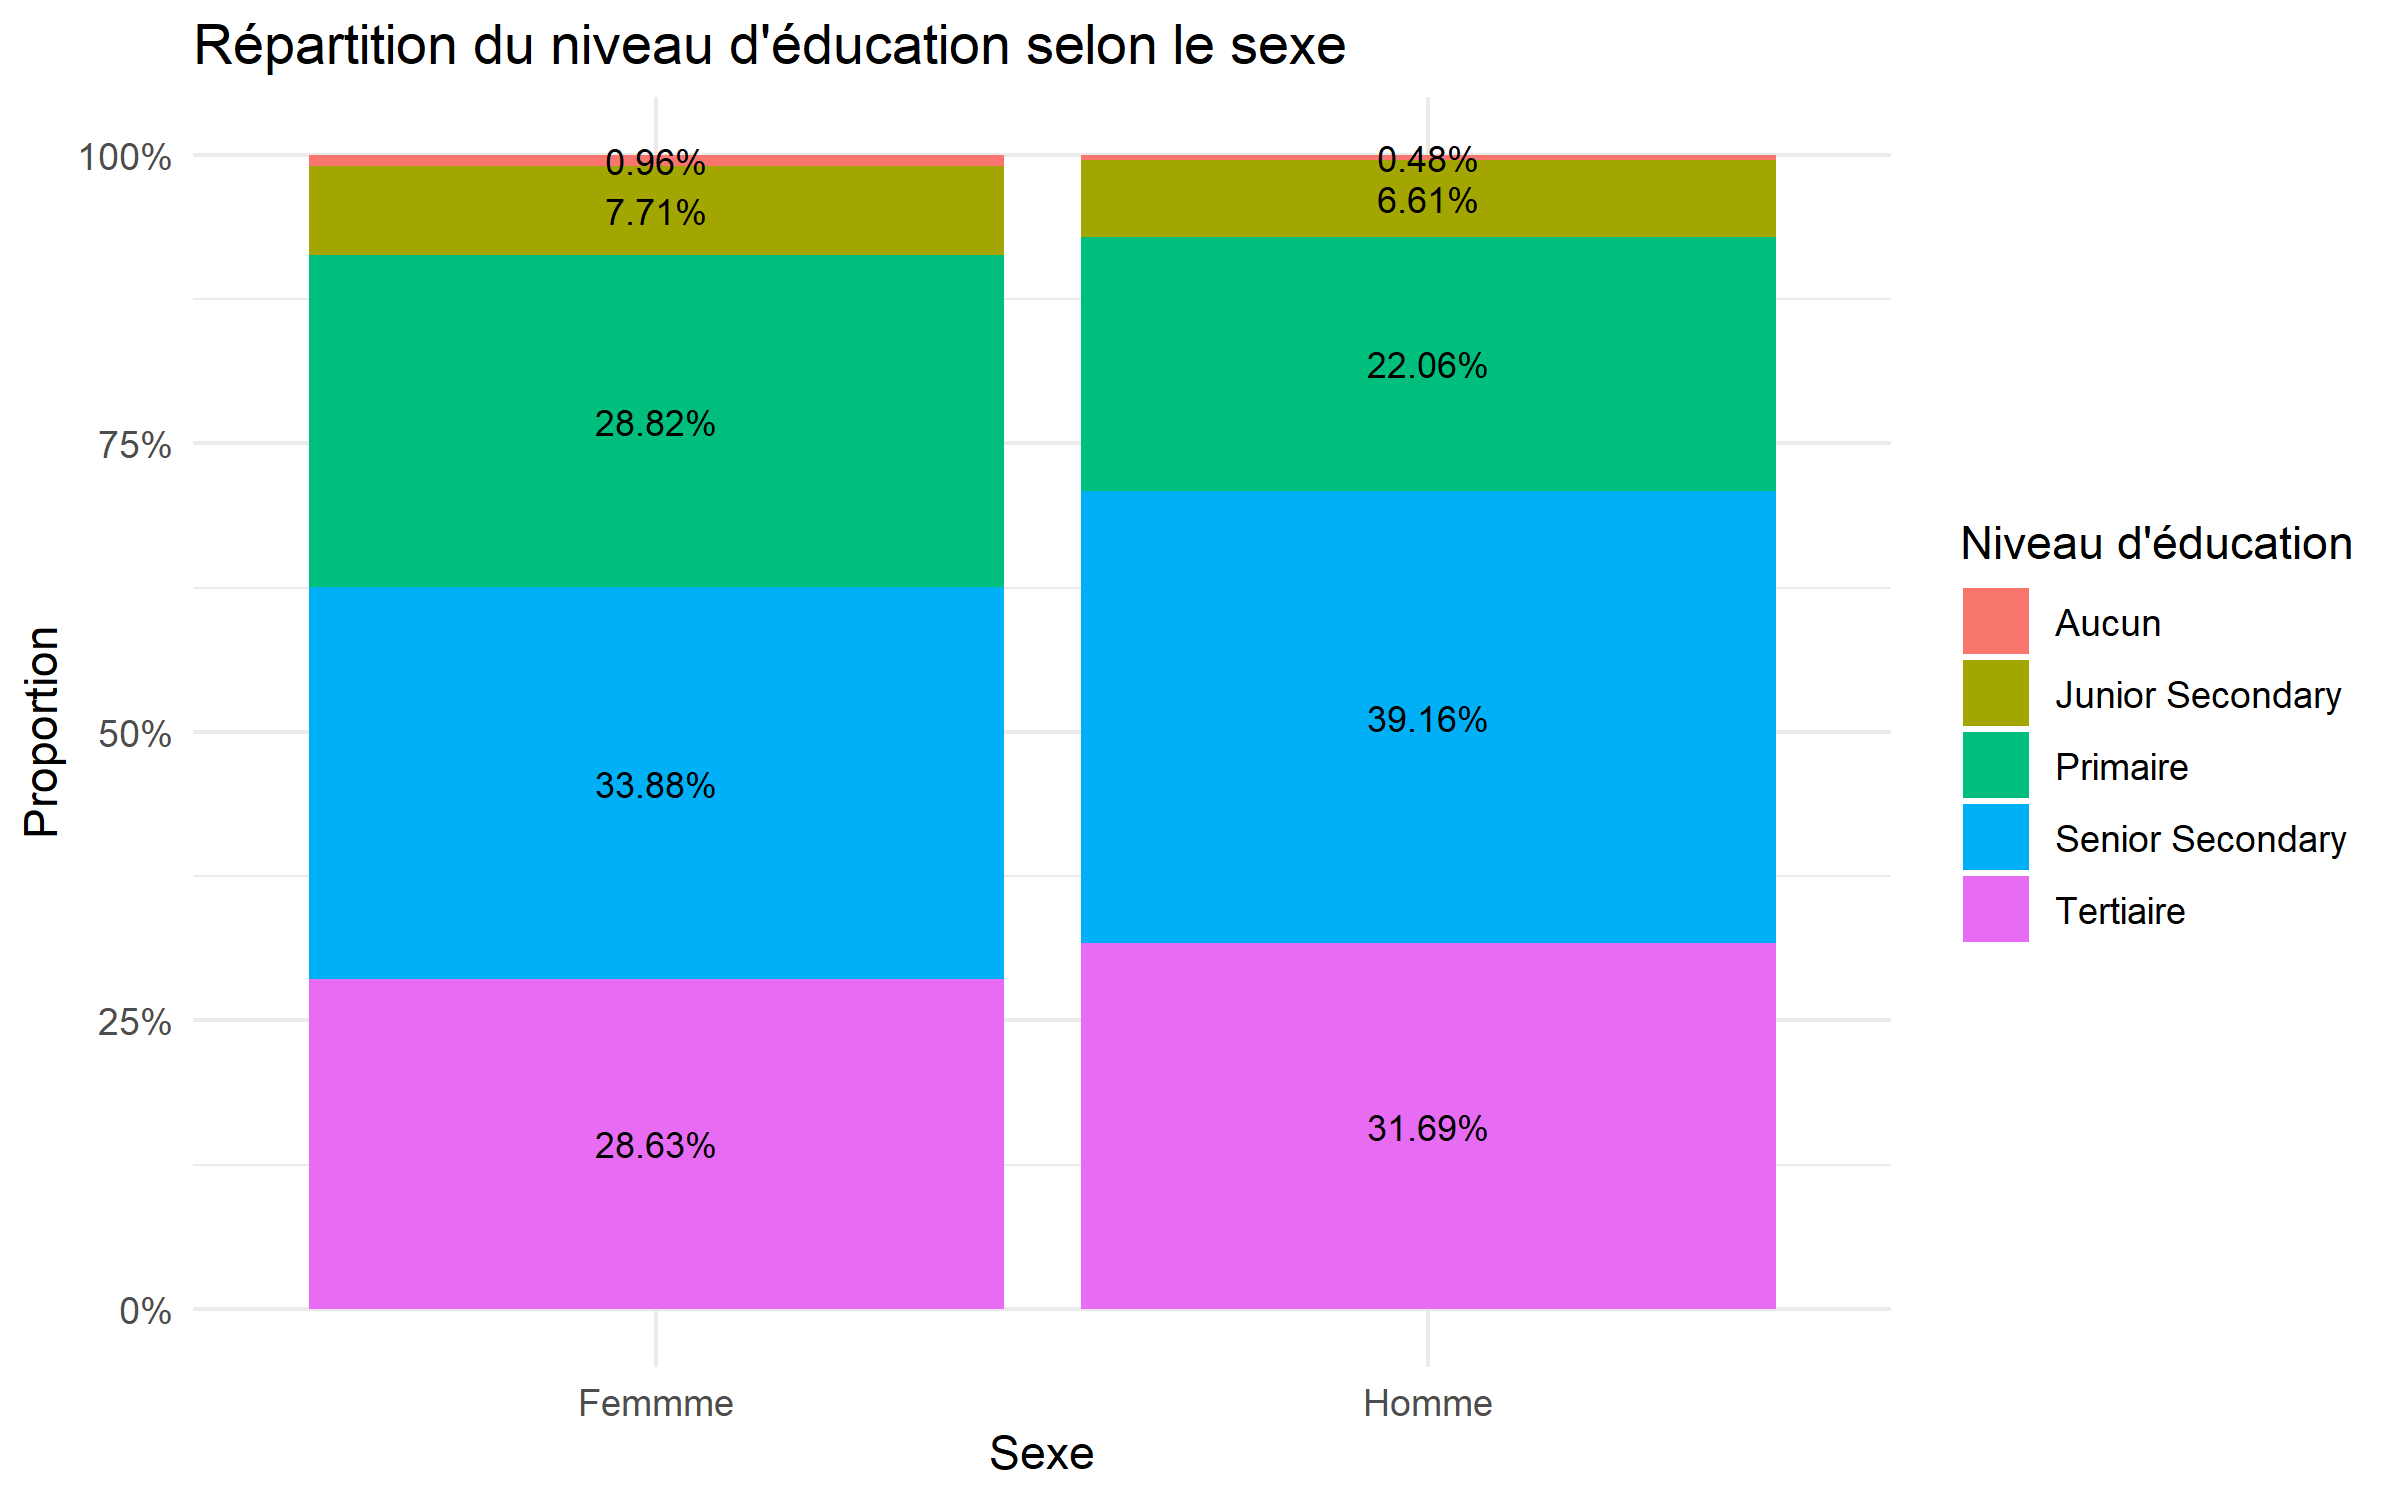 Répartition du niveau d'éducation selon le sexe
Proportion
100%
75%
50%
25%
0%
0.96%
7.71%
28.82%
33.88%
28.63%
0.48%
6.61%
22.06%
39.16%
31.69%
Femmme
Homme
Sexe
Niveau d'éducation
Aucun
Junior Secondary
Primaire
Senior Secondary
Tertiaire